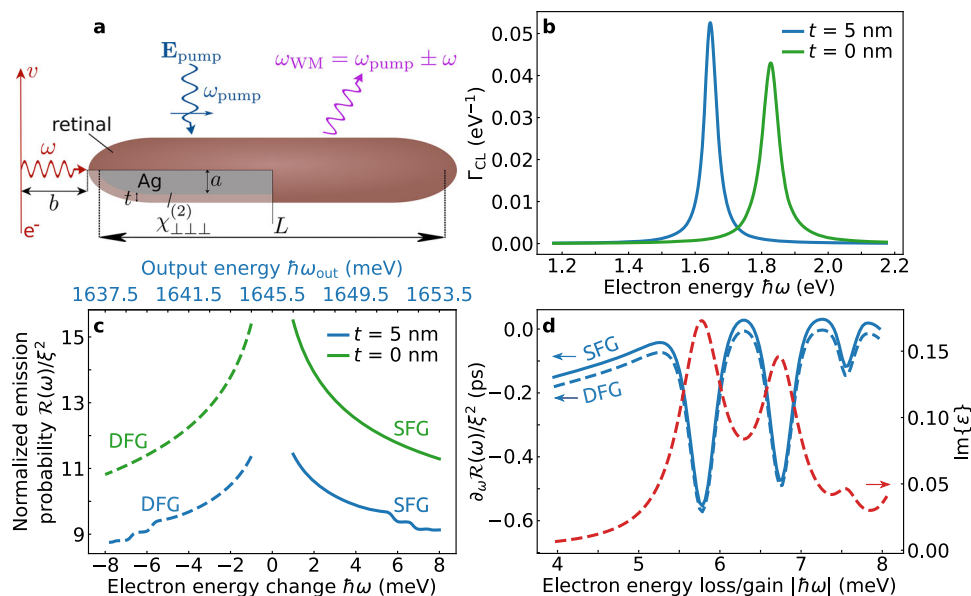 a
E_pump
ω_pump
ω_WM = ω_pump ± ω
v
retinal
ω
b
e⁻
Ag
a
t
χ⊥⊥⊥^(2)
L
b
t = 5 nm
t = 0 nm
Γ_CL (eV⁻¹)
0.05
0.04
0.03
0.02
0.01
0.00
1.2 1.4 1.6 1.8 2.0 2.2
Electron energy ħω (eV)
Output energy ħω_out (meV)
1637.5 1641.5 1645.5 1649.5 1653.5
c
t = 5 nm
t = 0 nm
Normalized emission
probability R(ω)/ξ²
15
13
11
9
DFG
SFG
DFG
SFG
−8 −6 −4 −2 0 2 4 6 8
Electron energy change ħω (meV)
d
SFG
DFG
∂_ωR(ω)/ξ² (ps)
0.0
−0.2
−0.4
−0.6
Im{ε}
0.15
0.10
0.05
0.00
4 5 6 7 8
Electron energy loss/gain |ħω| (meV)